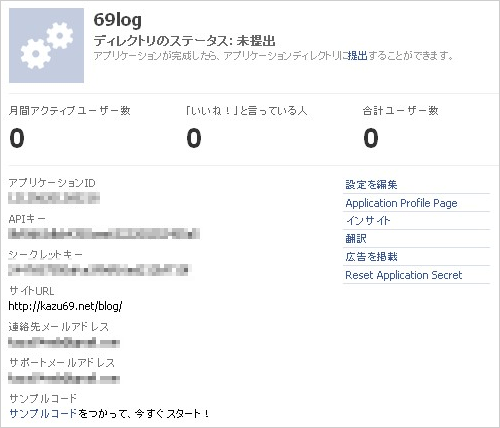 69log
ディレクトリのステータス: 未提出
アプリケーションが完成したら、アプリケーションディレクトリに提出することができます。
月間アクティブユーザー数
「いいね！」と言っている人
合計ユーザー数
0
0
0
アプリケーションID
APIキー
シークレットキー
サイトURL
http://kazu69.net/blog/
連絡先メールアドレス
サポートメールアドレス
サンプルコード
サンプルコードをつかって、今すぐスタート！
設定を編集
Application Profile Page
インサイト
翻訳
広告を掲載
Reset Application Secret